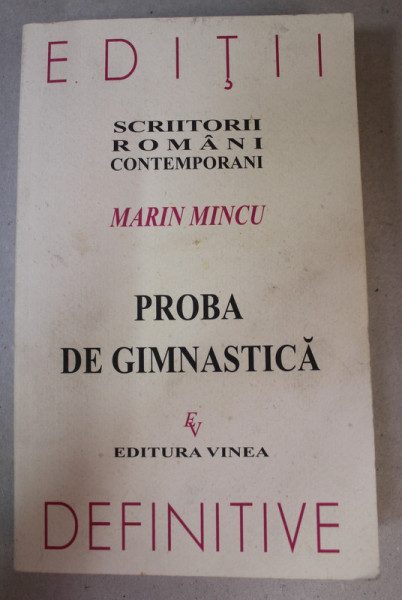 EDIŢII
SCRIITORII
ROMÂNI
CONTEMPORANI
MARIN MINCU
PROBA
DE GIMNASTICĂ
EV
EDITURA VINEA
DEFINITIVE